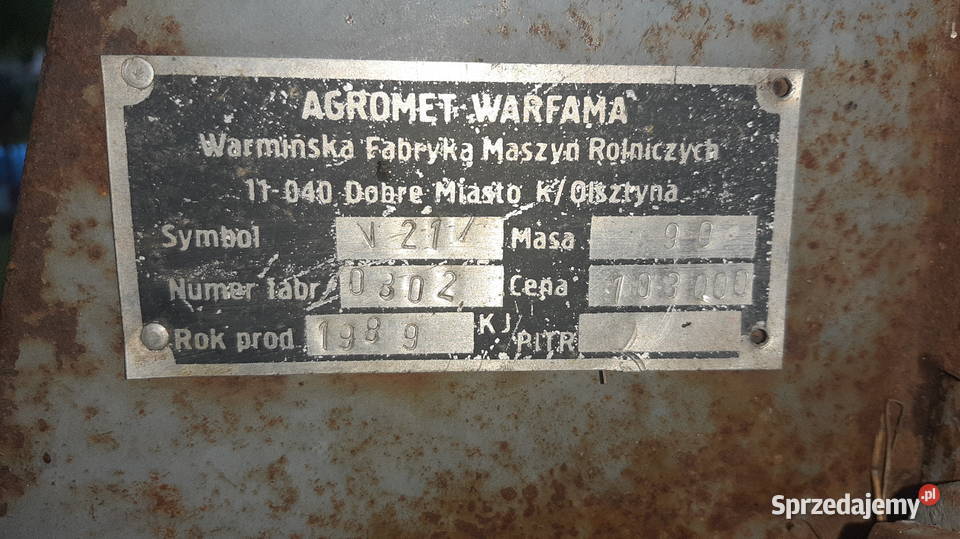 AGROMET WARFAMA
Warmińska Fabryka Maszyn Rolniczych
11-040 Dobre Miasto K/Olsztyna
Symbol Masa
Numer fabr 0302 Cena 103000
Rok prod 1989 KJ PITR
Sprzedajemy.pl